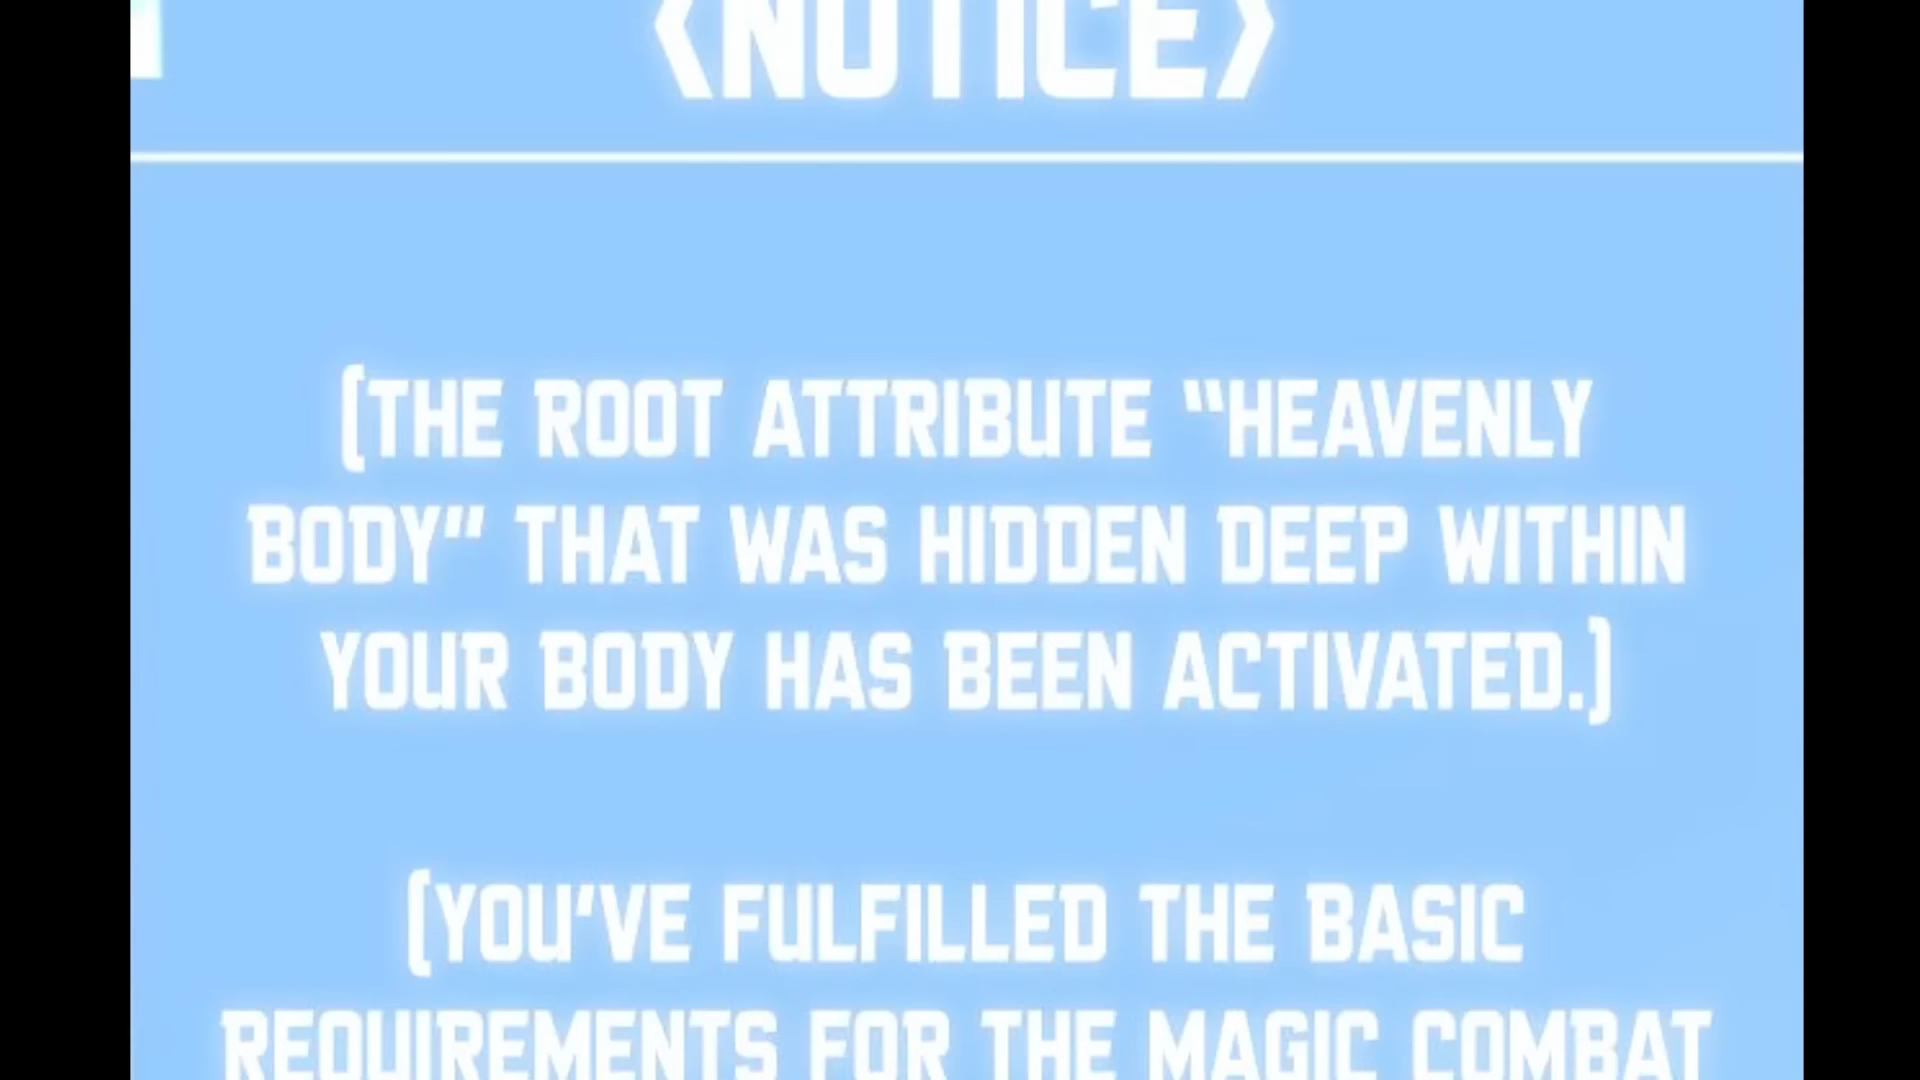 <NOTICE>
(THE ROOT ATTRIBUTE "HEAVENLY
BODY" THAT WAS HIDDEN DEEP WITHIN
YOUR BODY HAS BEEN ACTIVATED.)
(YOU'VE FULFILLED THE BASIC
REQUIREMENTS FOR THE MAGIC COMBAT